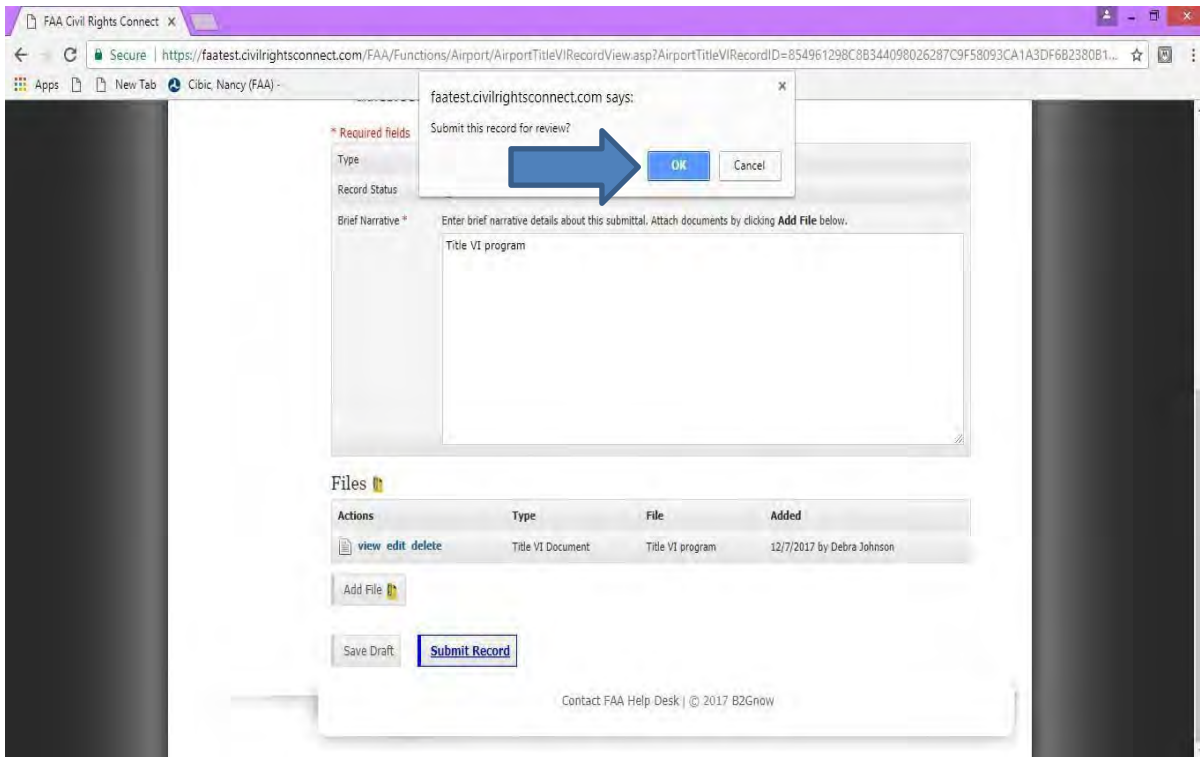 FAA Civil Rights Connect
Secure | https://faatest.civilrightsconnect.com/FAA/Functions/Airport/AirportTitleVIRecordView.asp?AirportTitleVIRecordID=854961298C8B544098026287C9F58093CA1A3DF6B2380B1...
Apps New Tab Cibic, Nancy (FAA) -
faatest.civilrightsconnect.com says:
Submit this record for review?
OK Cancel
* Required fields
Type
Record Status
Brief Narrative * Enter brief narrative details about this submittal. Attach documents by clicking Add File below.
Title VI program
Files
Actions Type File Added
view edit delete Title VI Document Title VI program 12/7/2017 by Debra Johnson
Add File
Save Draft Submit Record
Contact FAA Help Desk | © 2017 B2Gnow